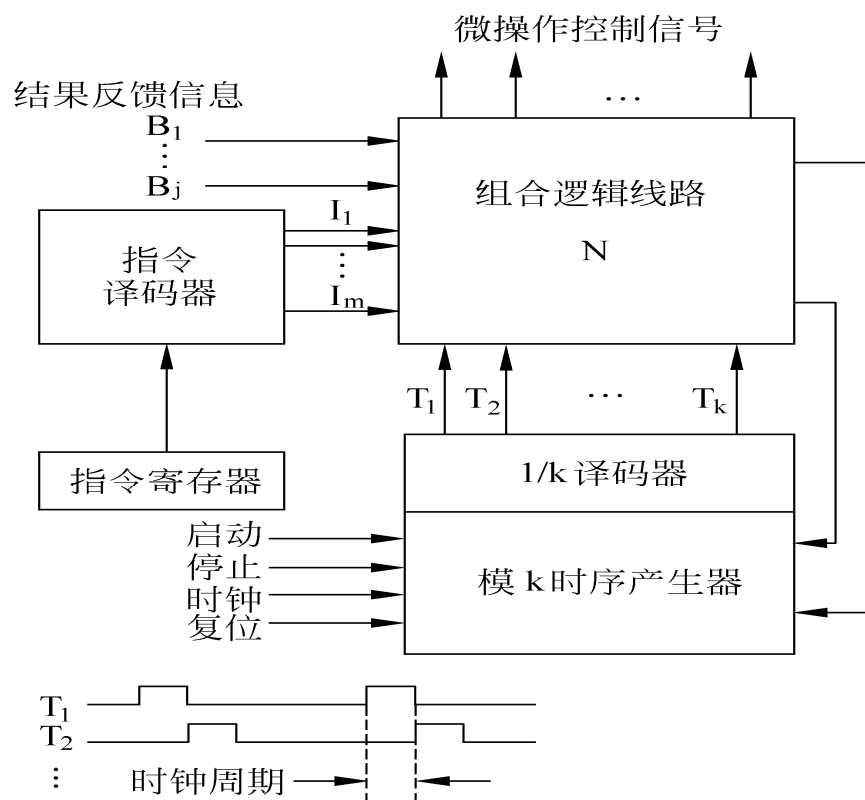 微操作控制信号
结果反馈信息
…
B1
⋮
Bj
组合逻辑线路
N
I1
⋮
Im
指令
译码器
T1
T2
…
Tk
1/k 译码器
指令寄存器
启动
停止
时钟
复位
模 k 时序产生器
T1
T2
⋮
时钟周期